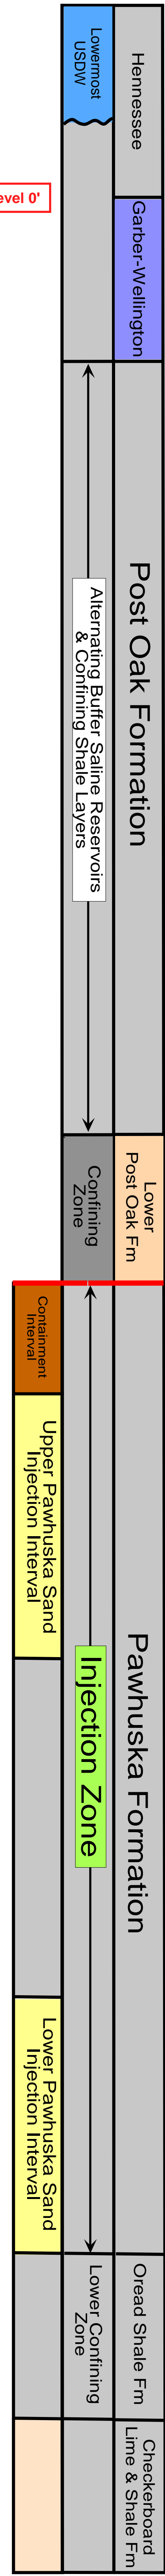 Hennessee
Lowermost
USDW
Garber-Wellington
Level 0'
Post Oak Formation
Alternating Buffer Saline Reservoirs
& Confining Shale Layers
Lower
Post Oak Fm
Confining
Zone
Containment
Interval
Upper Pawhuska Sand
Injection Interval
Pawhuska Formation
Injection Zone
Lower Pawhuska Sand
Injection Interval
Oread Shale Fm
Lower Confining
Zone
Checkerboard
Lime & Shale Fm